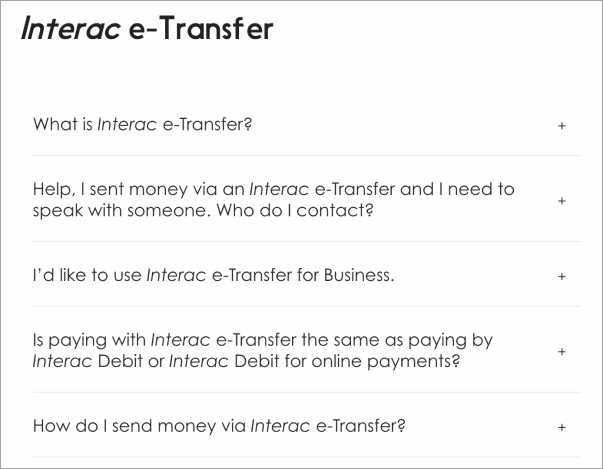 Interac e-Transfer
What is Interac e-Transfer?
+
Help, I sent money via an Interac e-Transfer and I need to
speak with someone. Who do I contact?
+
I’d like to use Interac e-Transfer for Business.
+
Is paying with Interac e-Transfer the same as paying by
Interac Debit or Interac Debit for online payments?
+
How do I send money via Interac e-Transfer?
+